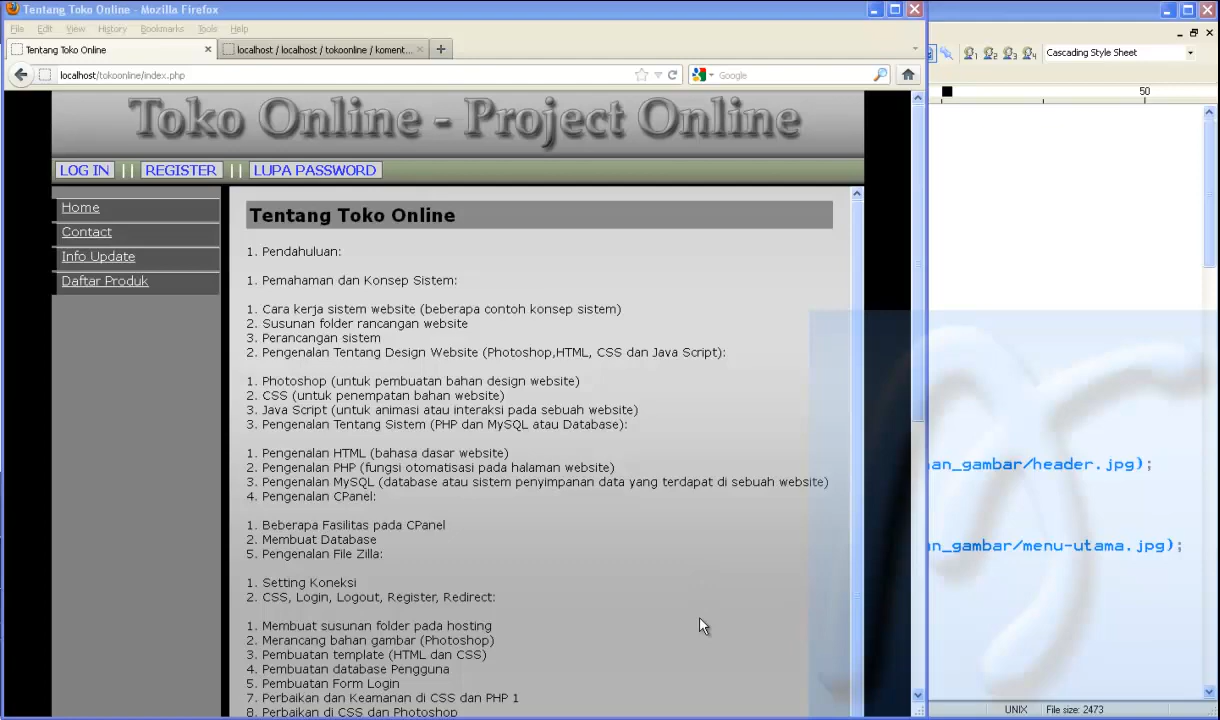 Tentang Toko Online - Mozilla Firefox
File Edit View History Bookmarks Tools Help
Tentang Toko Online
localhost / localhost / tokoonline / koment...
localhost/tokoonline/index.php
Google
Cascading Style Sheet
50
Toko Online - Project Online
LOG IN || REGISTER || LUPA PASSWORD
Home
Contact
Info Update
Daftar Produk
Tentang Toko Online
1. Pendahuluan:
1. Pemahaman dan Konsep Sistem:
1. Cara kerja sistem website (beberapa contoh konsep sistem)
2. Susunan folder rancangan website
3. Perancangan sistem
2. Pengenalan Tentang Design Website (Photoshop,HTML, CSS dan Java Script):
1. Photoshop (untuk pembuatan bahan design website)
2. CSS (untuk penempatan bahan website)
3. Java Script (untuk animasi atau interaksi pada sebuah website)
3. Pengenalan Tentang Sistem (PHP dan MySQL atau Database):
1. Pengenalan HTML (bahasa dasar website)
2. Pengenalan PHP (fungsi otomatisasi pada halaman website)
3. Pengenalan MySQL (database atau sistem penyimpanan data yang terdapat di sebuah website)
4. Pengenalan CPanel:
1. Beberapa Fasilitas pada CPanel
2. Membuat Database
5. Pengenalan File Zilla:
1. Setting Koneksi
2. CSS, Login, Logout, Register, Redirect:
1. Membuat susunan folder pada hosting
2. Merancang bahan gambar (Photoshop)
3. Pembuatan template (HTML dan CSS)
4. Pembuatan database Pengguna
5. Pembuatan Form Login
7. Perbaikan dan Keamanan di CSS dan PHP 1
8. Perbaikan di CSS dan Photoshop
an_gambar/header.jpg);
an_gambar/menu-utama.jpg);
UNIX File size: 2473